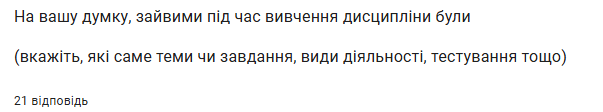 На вашу думку, зайвими під час вивчення дисципліни були
(вкажіть, які саме теми чи завдання, види діяльності, тестування тощо)
21 відповідь